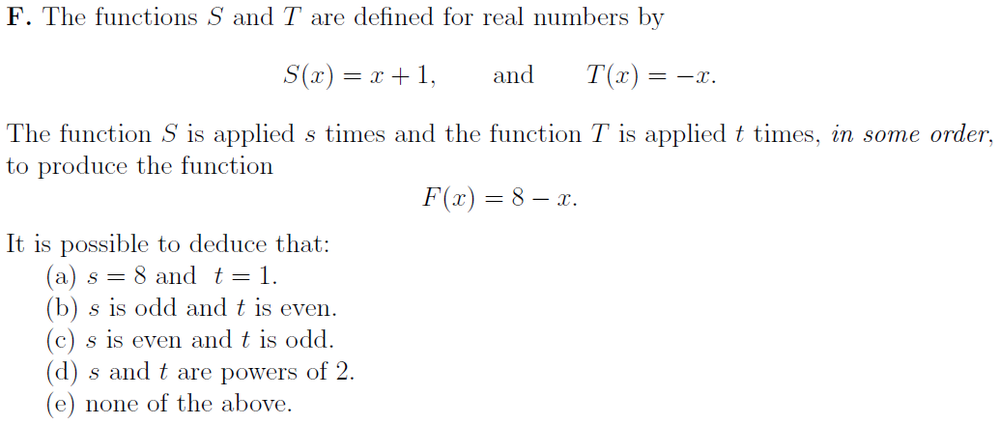 F. The functions S and T are defined for real numbers by
S(x) = x + 1, and T(x) = −x.
The function S is applied s times and the function T is applied t times, in some order,
to produce the function
F(x) = 8 − x.
It is possible to deduce that:
(a) s = 8 and t = 1.
(b) s is odd and t is even.
(c) s is even and t is odd.
(d) s and t are powers of 2.
(e) none of the above.